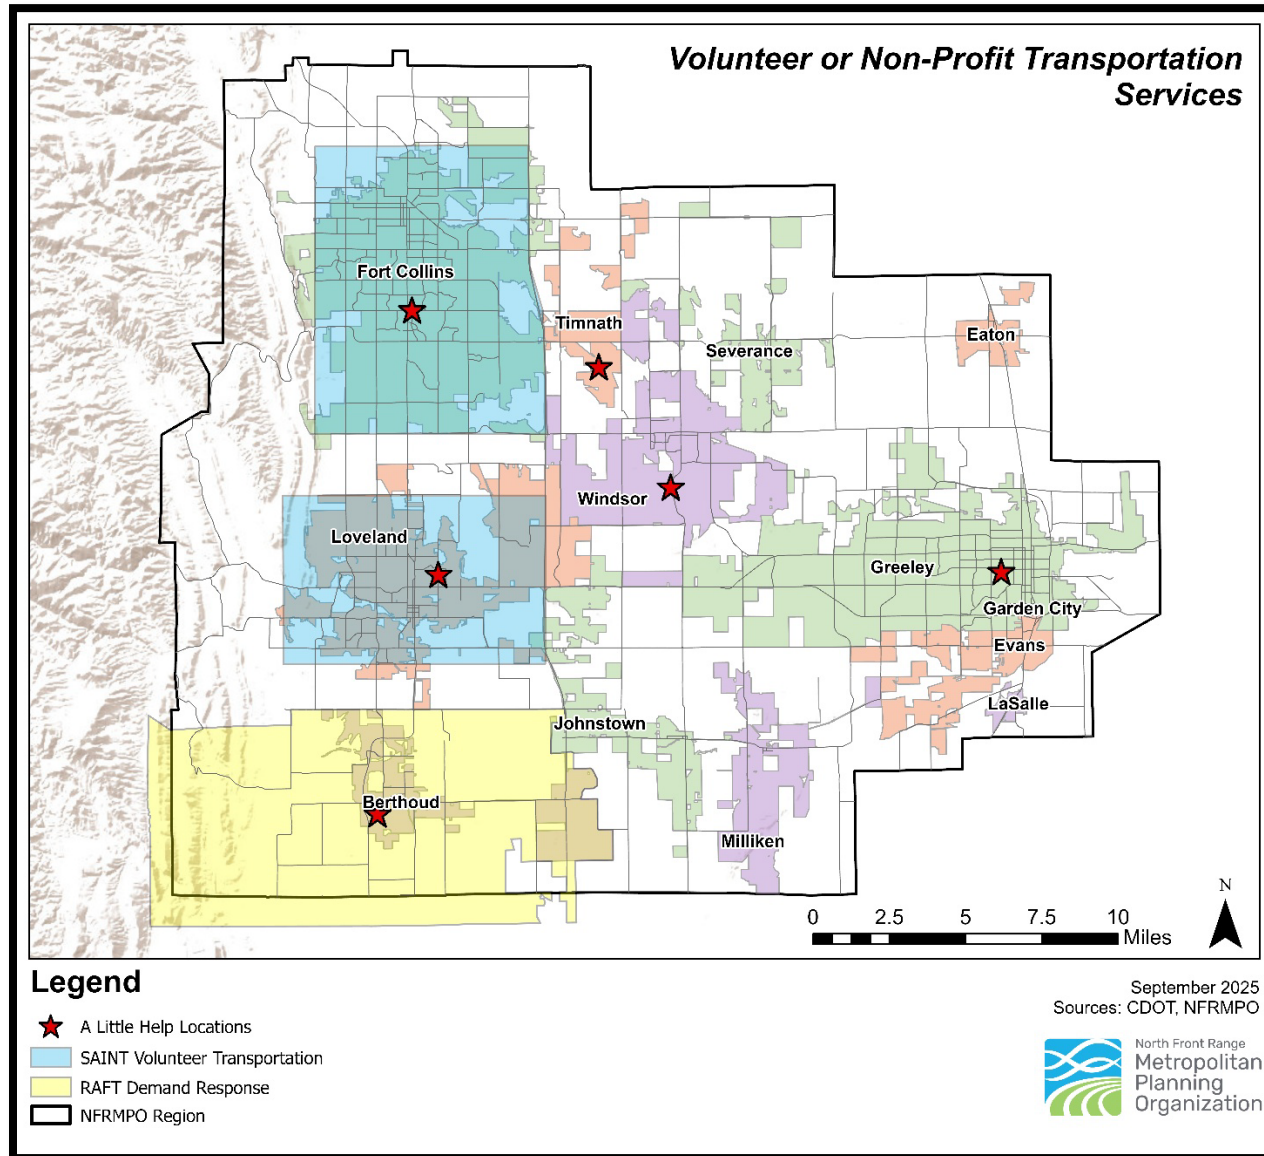 Volunteer or Non-Profit Transportation
Services
Fort Collins
Timnath
Eaton
Severance
Windsor
Loveland
Greeley
Garden City
Evans
LaSalle
Johnstown
Berthoud
Milliken
N
0 2.5 5 7.5 10
Miles
Legend
A Little Help Locations
SAINT Volunteer Transportation
RAFT Demand Response
NFRMPO Region
September 2025
Sources: CDOT, NFRMPO
North Front Range
Metropolitan
Planning
Organization